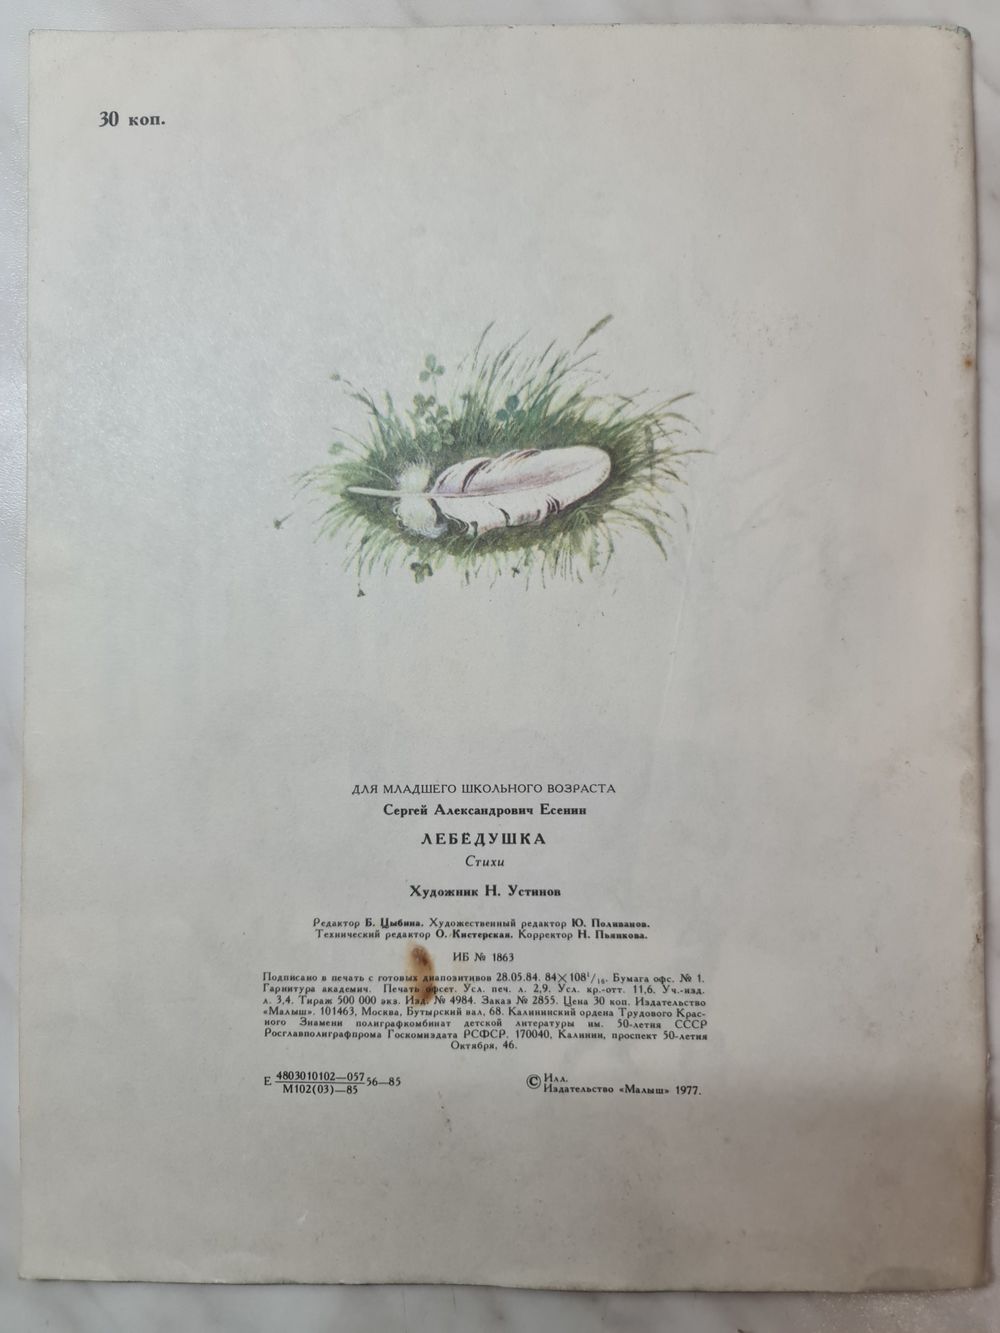 30 коп.
ДЛЯ МЛАДШЕГО ШКОЛЬНОГО ВОЗРАСТА
Сергей Александрович Есенин
ЛЕБЁДУШКА
Стихи
Художник Н. Устинов
Редактор Б. Цыбина. Художественный редактор Ю. Поливанов.
Технический редактор О. Кистерская. Корректор Н. Пьянкова.
ИБ № 1863
Подписано в печать с готовых диапозитивов 28.05.84. 84×108¹/₁₆. Бумага офс. № 1.
Гарнитура академич. Печать офсет. Усл. печ. л. 2,9. Усл. кр.-отт. 11,6. Уч.-изд.
л. 3,4. Тираж 500 000 экз. Изд. № 4984. Заказ № 2855. Цена 30 коп. Издательство
«Малыш». 101463, Москва, Бутырский вал, 68. Калининский ордена Трудового Крас-
ного Знамени полиграфкомбинат детской литературы им. 50-летия СССР
Росглавполиграфпрома Госкомиздата РСФСР. 170040, Калинин, проспект 50-летия
Октября, 46.
Е 4803010102—057 56—85
М102(03)—85
© Илл.
Издательство «Малыш» 1977.